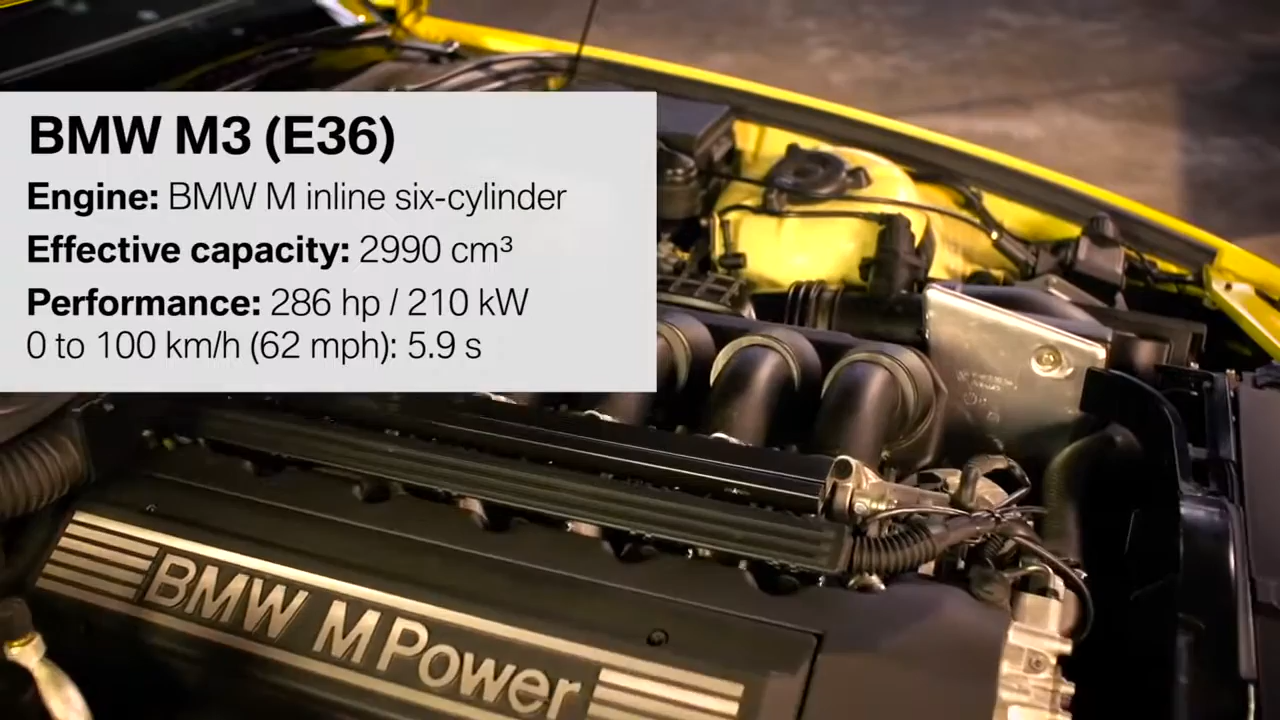 BMW M3 (E36)
Engine: BMW M inline six-cylinder
Effective capacity: 2990 cm³
Performance: 286 hp / 210 kW
0 to 100 km/h (62 mph): 5.9 s
BMW M Power